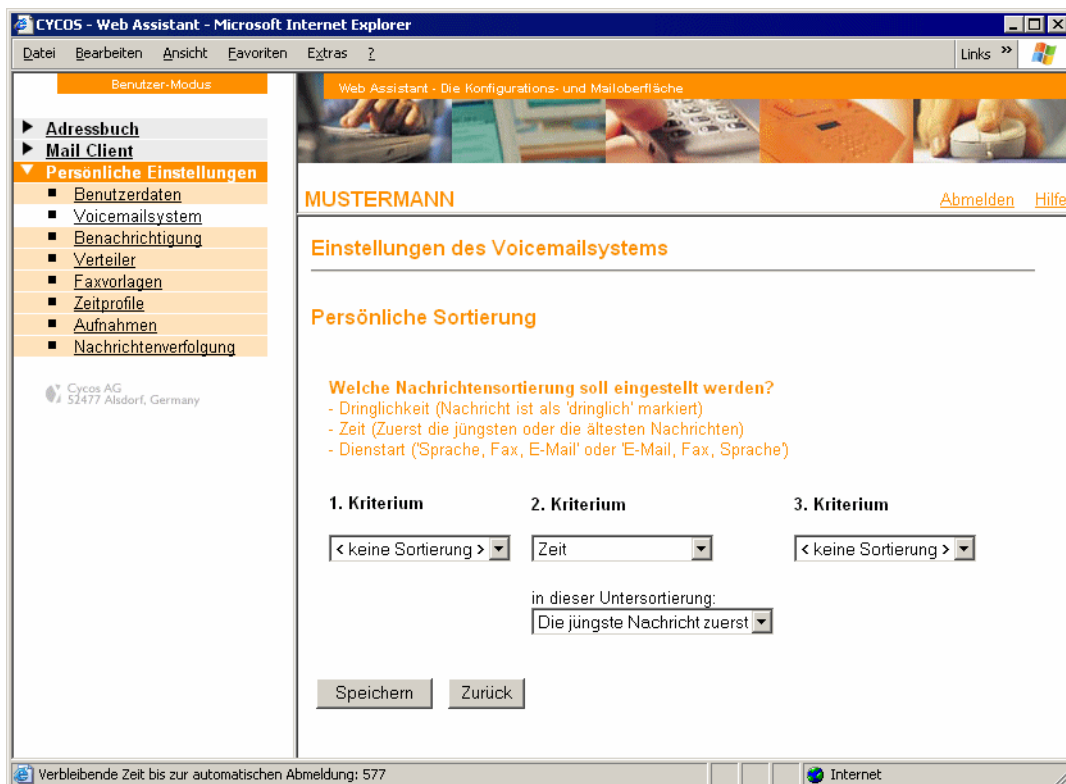 CYCOS - Web Assistant - Microsoft Internet Explorer
Datei Bearbeiten Ansicht Favoriten Extras ? Links »
Benutzer-Modus
Web Assistant - Die Konfigurations- und Mailoberfläche
Adressbuch
Mail Client
Persönliche Einstellungen
Benutzerdaten
Voicemailsystem
Benachrichtigung
Verteiler
Faxvorlagen
Zeitprofile
Aufnahmen
Nachrichtenverfolgung
Cycos AG
52477 Alsdorf, Germany
MUSTERMANN Abmelden Hilfe
Einstellungen des Voicemailsystems
Persönliche Sortierung
Welche Nachrichtensortierung soll eingestellt werden?
- Dringlichkeit (Nachricht ist als 'dringlich' markiert)
- Zeit (Zuerst die jüngsten oder die ältesten Nachrichten)
- Dienstart ('Sprache, Fax, E-Mail' oder 'E-Mail, Fax, Sprache')
1. Kriterium 2. Kriterium 3. Kriterium
< keine Sortierung > Zeit < keine Sortierung >
in dieser Untersortierung:
Die jüngste Nachricht zuerst
Speichern Zurück
Verbleibende Zeit bis zur automatischen Abmeldung: 577 Internet